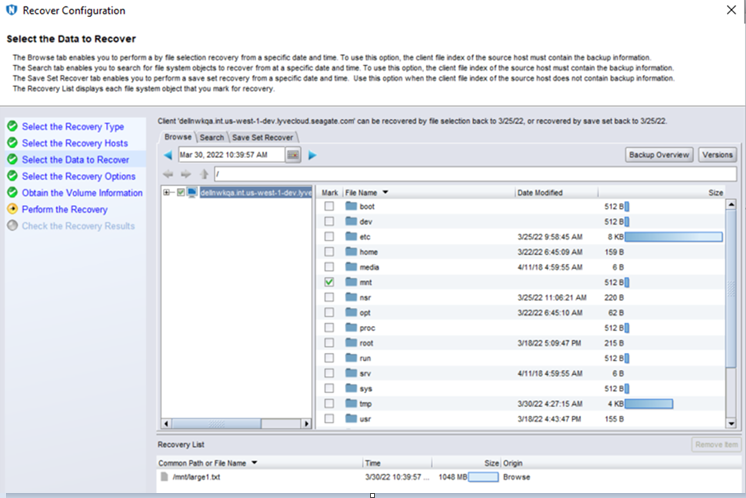 Recover Configuration
Select the Data to Recover
The Browse tab enables you to perform a by file selection recovery from a specific date and time. To use this option, the client file index of the source host must contain the backup information.
The Search tab enables you to search for file system objects to recover from at a specific date and time. To use this option, the client file index of the source host must contain the backup information.
The Save Set Recover tab enables you to perform a save set recovery from a specific date and time. Use this option when the client file index of the source host does not contain backup information.
The Recovery List displays each file system object that you mark for recovery.
Select the Recovery Type
Select the Recovery Hosts
Select the Data to Recover
Select the Recovery Options
Obtain the Volume Information
Perform the Recovery
Check the Recovery Results
Client 'dellnwkqa.int.us-west-1-dev.lyvecloud.seagate.com' can be recovered by file selection back to 3/25/22, or recovered by save set back to 3/25/22.
Browse Search Save Set Recover
Mar 30, 2022 10:39:57 AM Backup Overview Versions
/
dellnwkqa.int.us-west-1-dev.lyve
Mark File Name Date Modified Size
boot 512 B
dev 512 B
etc 3/25/22 9:58:45 AM 8 KB
home 3/22/22 6:45:09 AM 159 B
media 4/11/18 4:59:55 AM 6 B
mnt 512 B
nsr 3/25/22 11:06:21 AM 220 B
opt 3/22/22 6:45:10 AM 62 B
proc 512 B
root 3/18/22 5:09:47 PM 215 B
run 512 B
srv 4/11/18 4:59:55 AM 6 B
sys 512 B
tmp 3/30/22 4:27:15 AM 4 KB
usr 3/18/22 4:43:47 PM 155 B
Recovery List Remove Item
Common Path or File Name Time Size Origin
/mnt/large1.txt 3/30/22 10:39:57 ... 1048 MB Browse